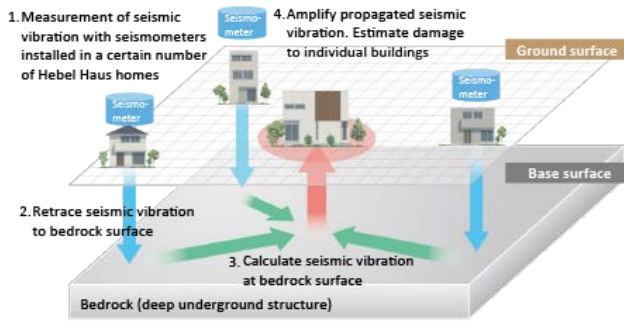 1. Measurement of seismic
vibration with seismometers
installed in a certain number
of Hebel Haus homes
Seismo-
meter
4. Amplify propagated seismic
vibration. Estimate damage
to individual buildings
Ground surface
Seismo-
meter
Seismo-
meter
Base surface
2. Retrace seismic vibration
to bedrock surface
3. Calculate seismic vibration
at bedrock surface
Bedrock (deep underground structure)